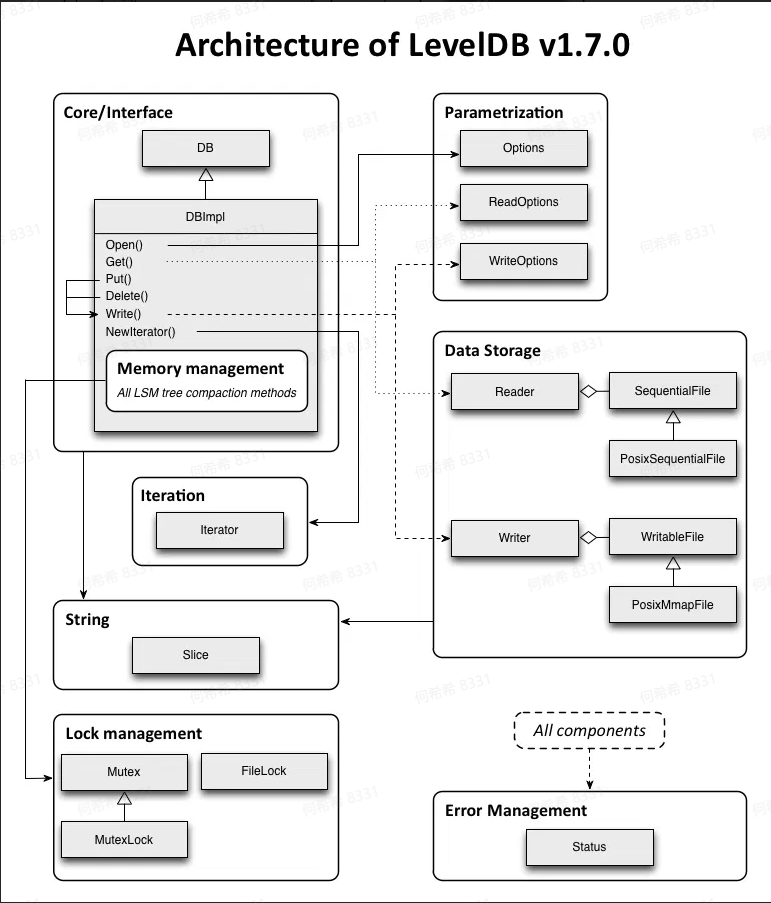 Architecture of LevelDB v1.7.0
Core/Interface
DB
DBImpl
Open()
Get()
Put()
Delete()
Write()
NewIterator()
Memory management
All LSM tree compaction methods
Parametrization
Options
ReadOptions
WriteOptions
Data Storage
Reader
SequentialFile
PosixSequentialFile
Writer
WritableFile
PosixMmapFile
Iteration
Iterator
String
Slice
Lock management
Mutex
FileLock
MutexLock
All components
Error Management
Status
何希希 8331